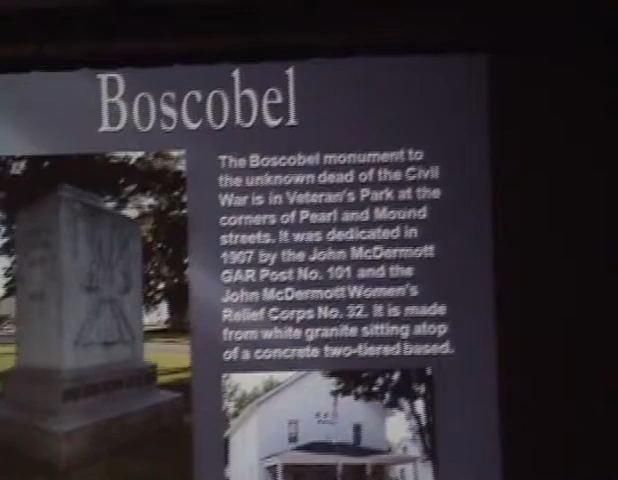 Boscobel
The Boscobel monument to
the unknown dead of the Civil
War is in Veteran's Park at the
corners of Pearl and Mound
streets. It was dedicated in
1907 by the John McDermott
GAR Post No. 101 and the
John McDermott Women's
Relief Corps No. 32. It is made
from white granite sitting atop
of a concrete two-tiered based.